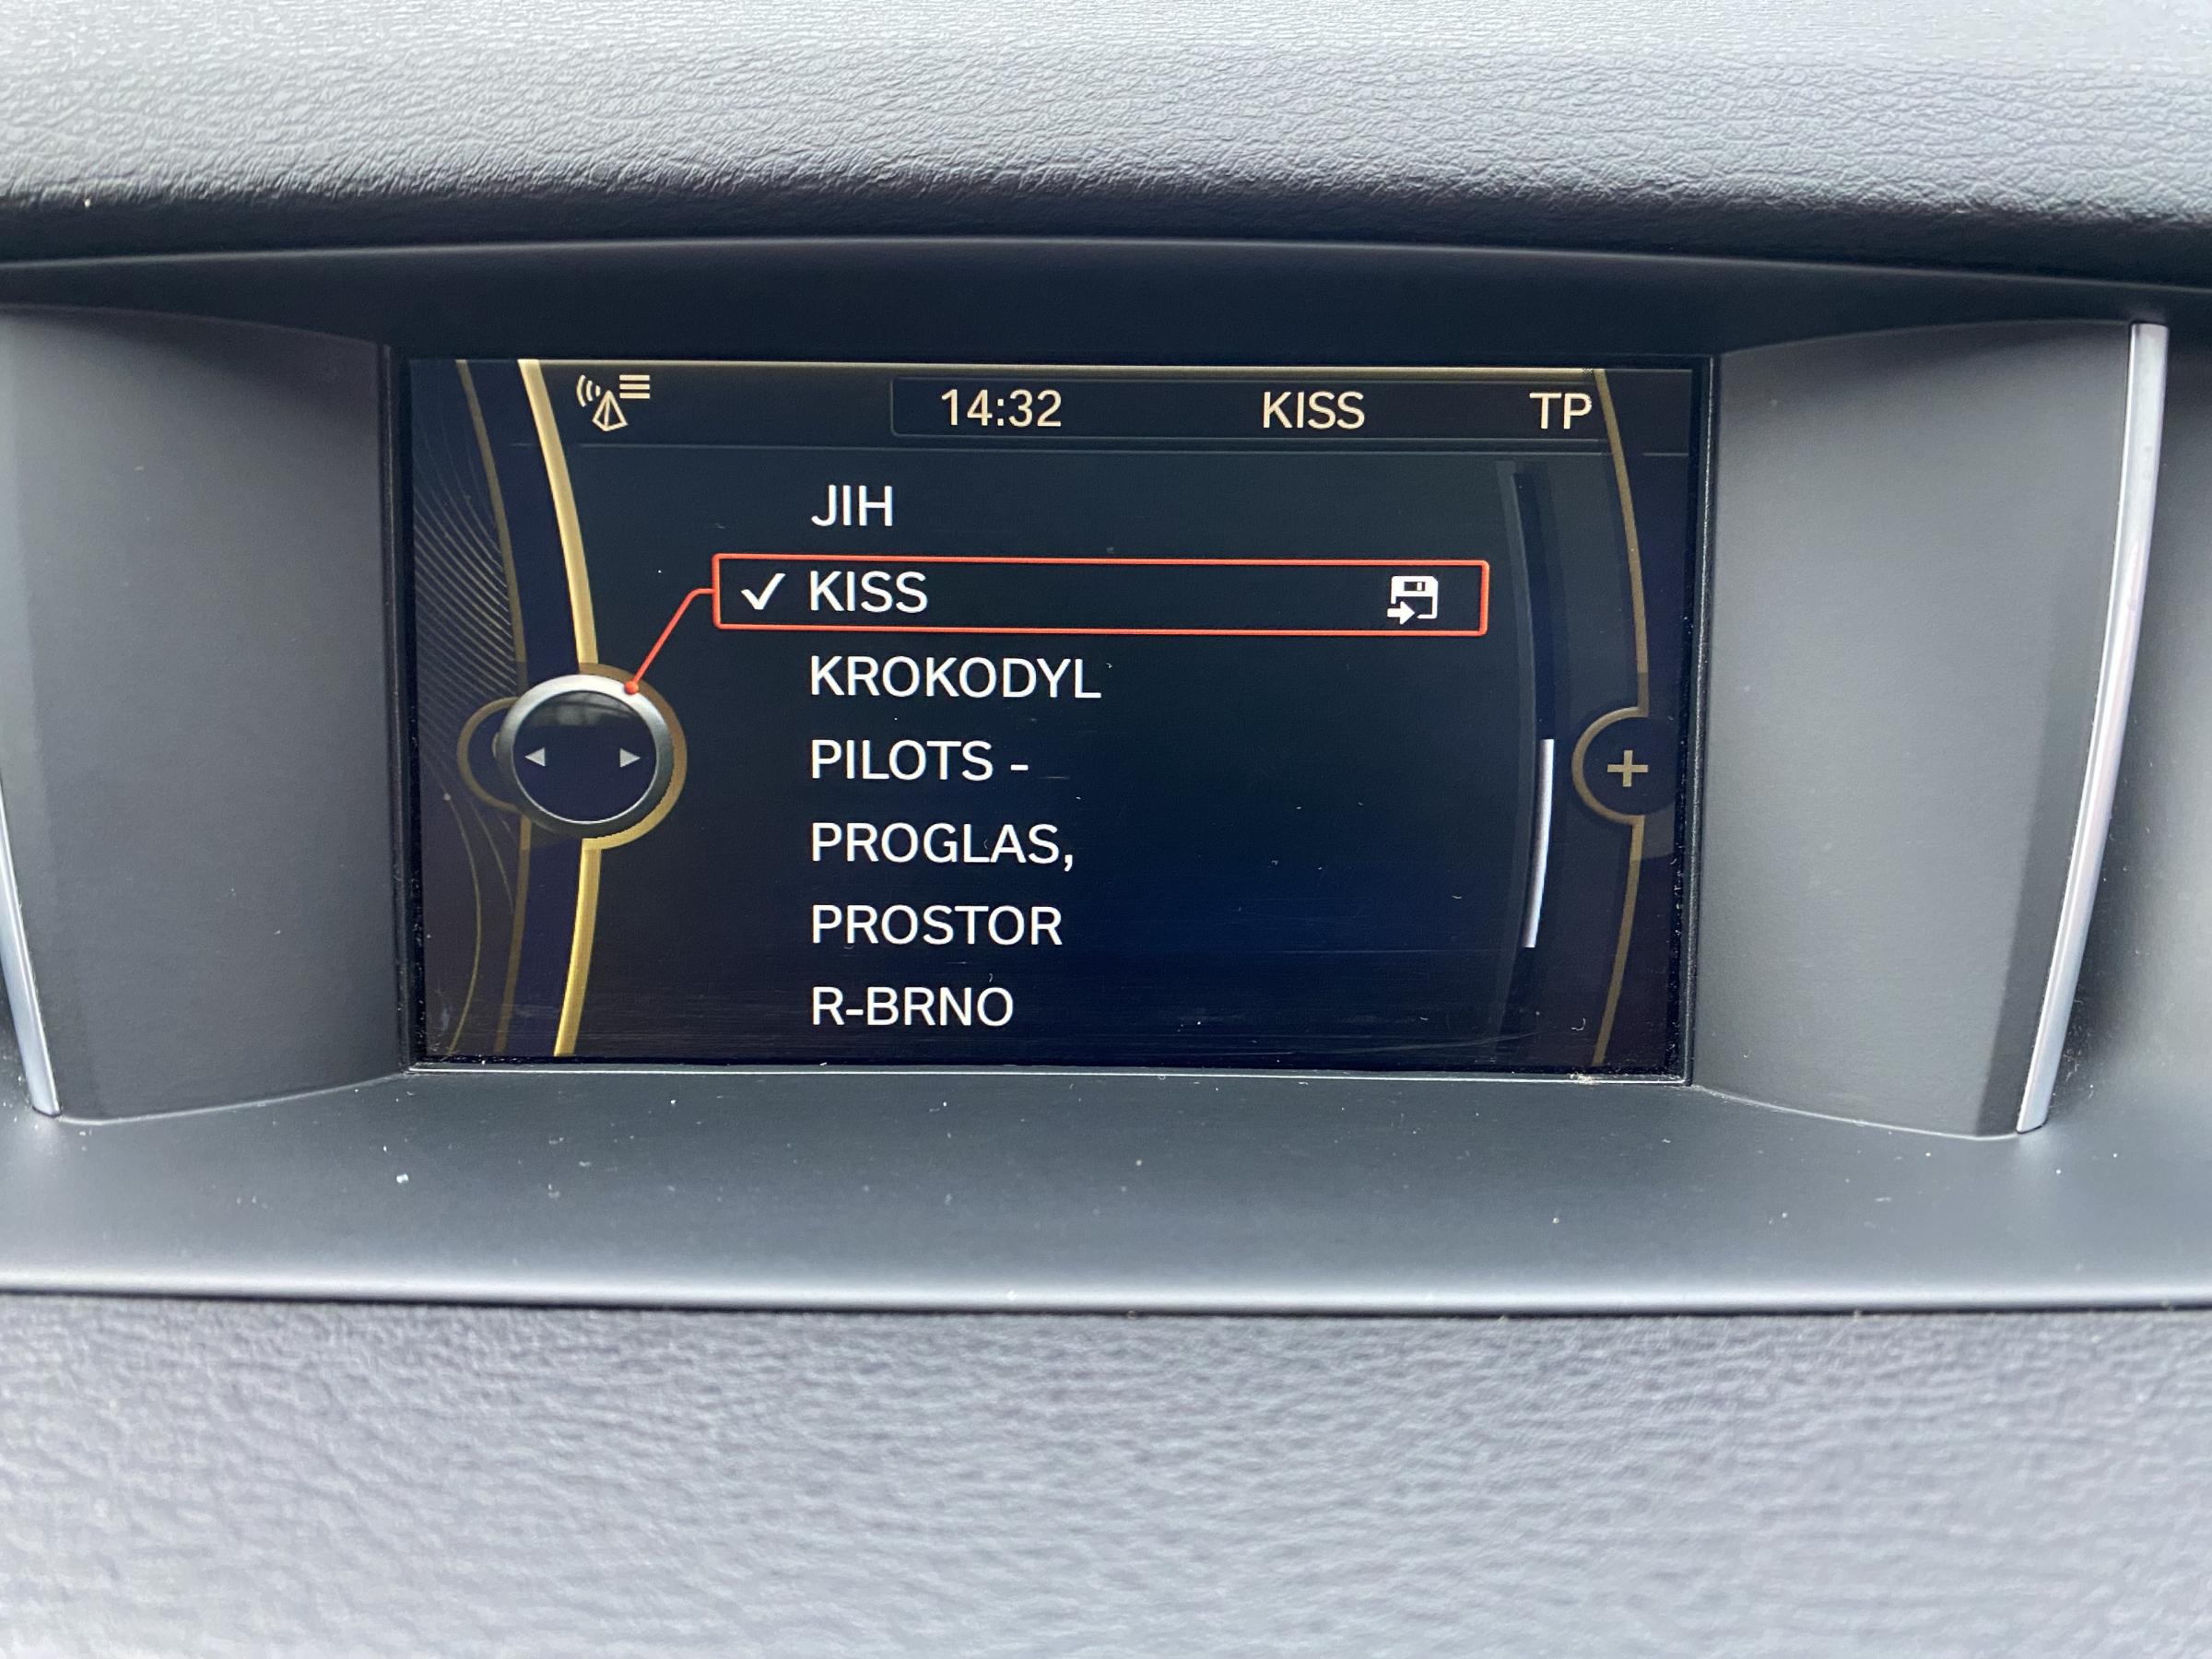 14:32 KISS TP
JIH
KISS
KROKODYL
PILOTS -
PROGLAS,
PROSTOR
R-BRNO